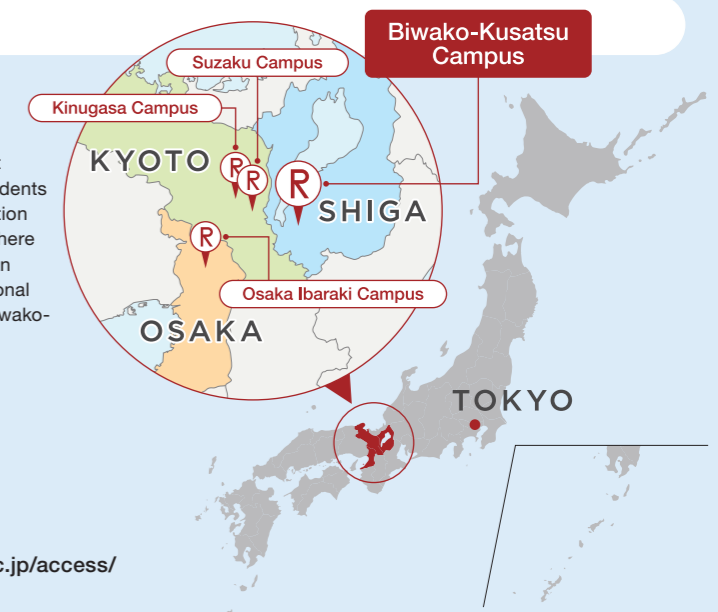 Biwako-Kusatsu
Campus
Suzaku Campus
Kinugasa Campus
KYOTO
R
R
R
SHIGA
R
Osaka Ibaraki Campus
OSAKA
TOKYO
dents
tion
here
n
onal
wako-
c.jp/access/